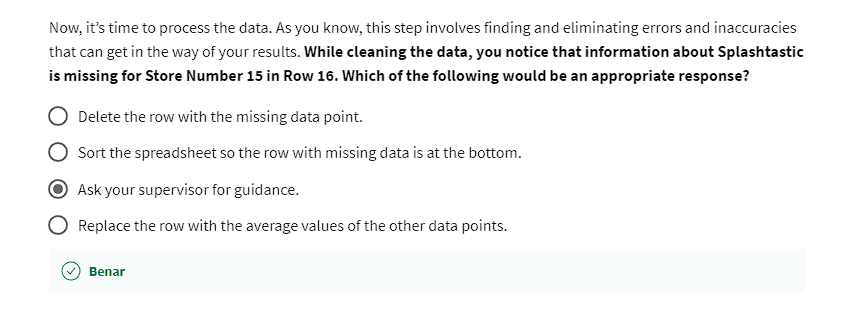 Now, it’s time to process the data. As you know, this step involves finding and eliminating errors and inaccuracies
that can get in the way of your results. While cleaning the data, you notice that information about Splashtastic
is missing for Store Number 15 in Row 16. Which of the following would be an appropriate response?
Delete the row with the missing data point.
Sort the spreadsheet so the row with missing data is at the bottom.
Ask your supervisor for guidance.
Replace the row with the average values of the other data points.
Benar